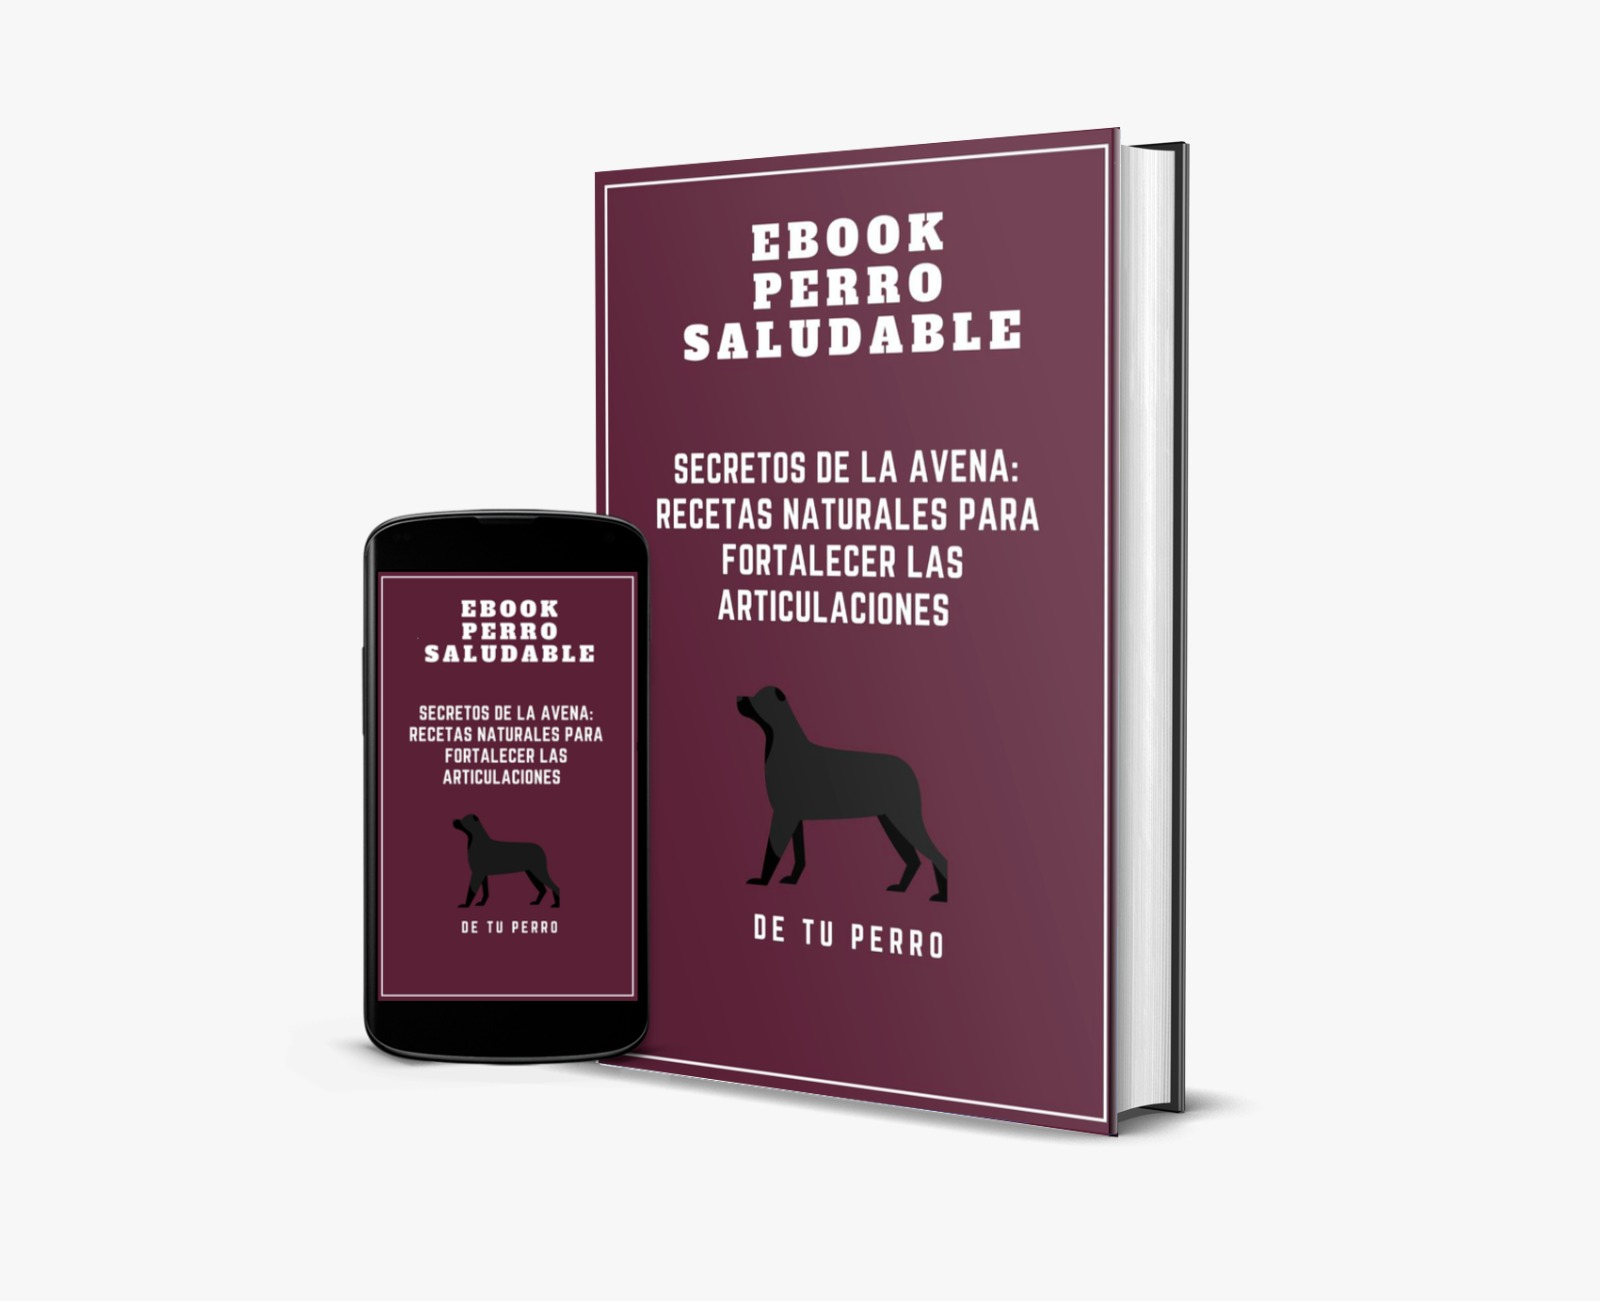 EBOOK
PERRO
SALUDABLE
SECRETOS DE LA AVENA:
RECETAS NATURALES PARA
FORTALECER LAS
ARTICULACIONES
DE TU PERRO
EBOOK
PERRO
SALUDABLE
SECRETOS DE LA AVENA:
RECETAS NATURALES PARA
FORTALECER LAS
ARTICULACIONES
DE TU PERRO